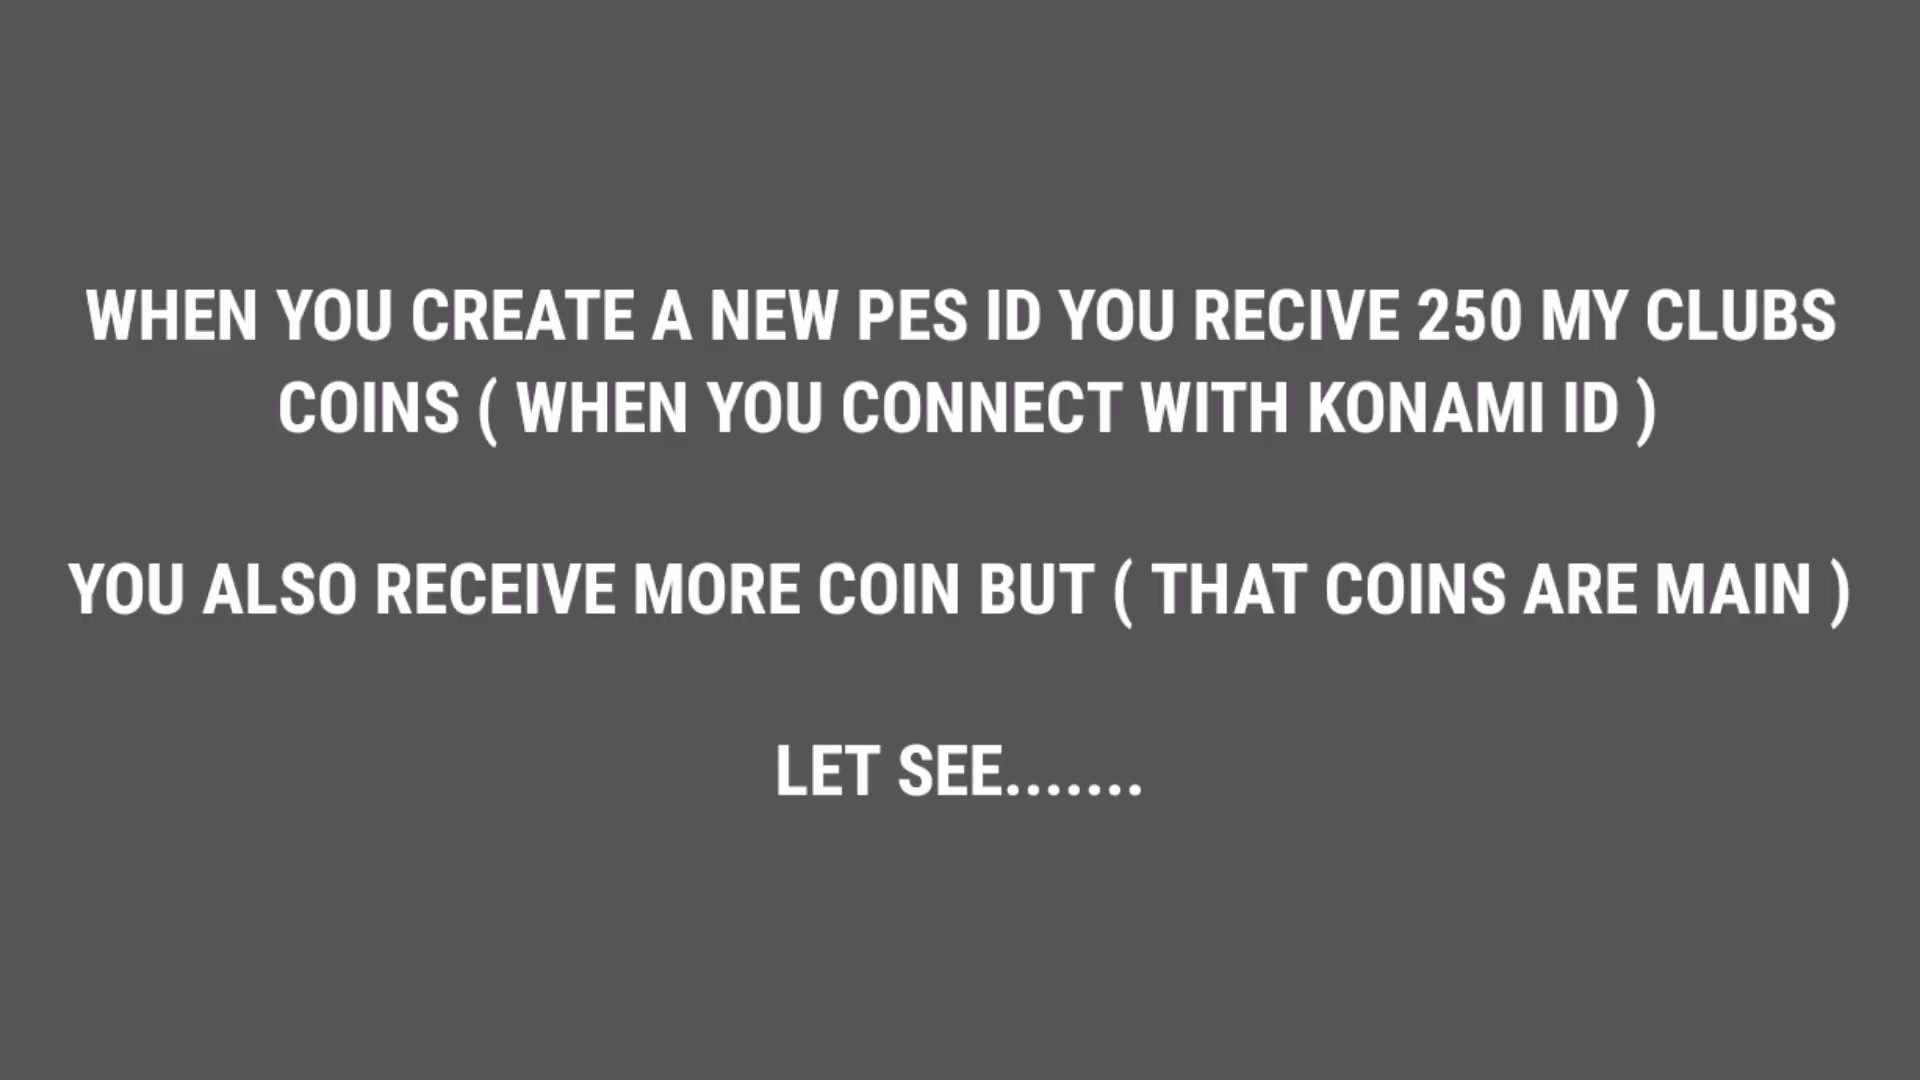 WHEN YOU CREATE A NEW PES ID YOU RECIVE 250 MY CLUBS
COINS ( WHEN YOU CONNECT WITH KONAMI ID )
YOU ALSO RECEIVE MORE COIN BUT ( THAT COINS ARE MAIN )
LET SEE.......